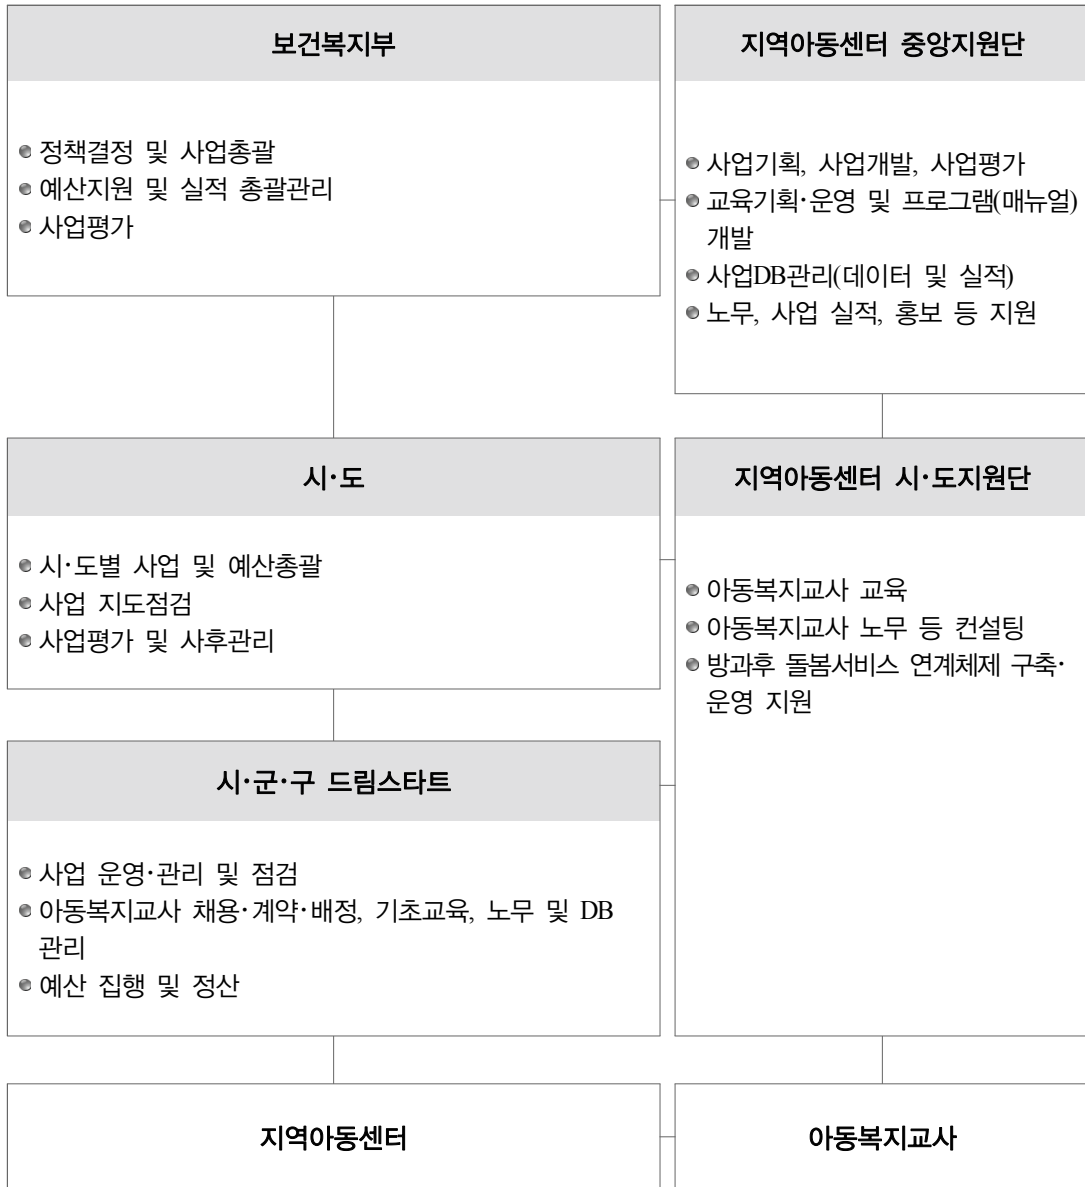 보건복지부
● 정책결정 및 사업총괄
● 예산지원 및 실적 총괄관리
● 사업평가
지역아동센터 중앙지원단
● 사업기획, 사업개발, 사업평가
● 교육기획·운영 및 프로그램(매뉴얼)
개발
● 사업DB관리(데이터 및 실적)
● 노무, 사업 실적, 홍보 등 지원
시·도
● 시·도별 사업 및 예산총괄
● 사업 지도점검
● 사업평가 및 사후관리
지역아동센터 시·도지원단
● 아동복지교사 교육
● 아동복지교사 노무 등 컨설팅
● 방과후 돌봄서비스 연계체제 구축·
운영 지원
시·군·구 드림스타트
● 사업 운영·관리 및 점검
● 아동복지교사 채용·계약·배정, 기초교육, 노무 및 DB
관리
● 예산 집행 및 정산
지역아동센터
아동복지교사